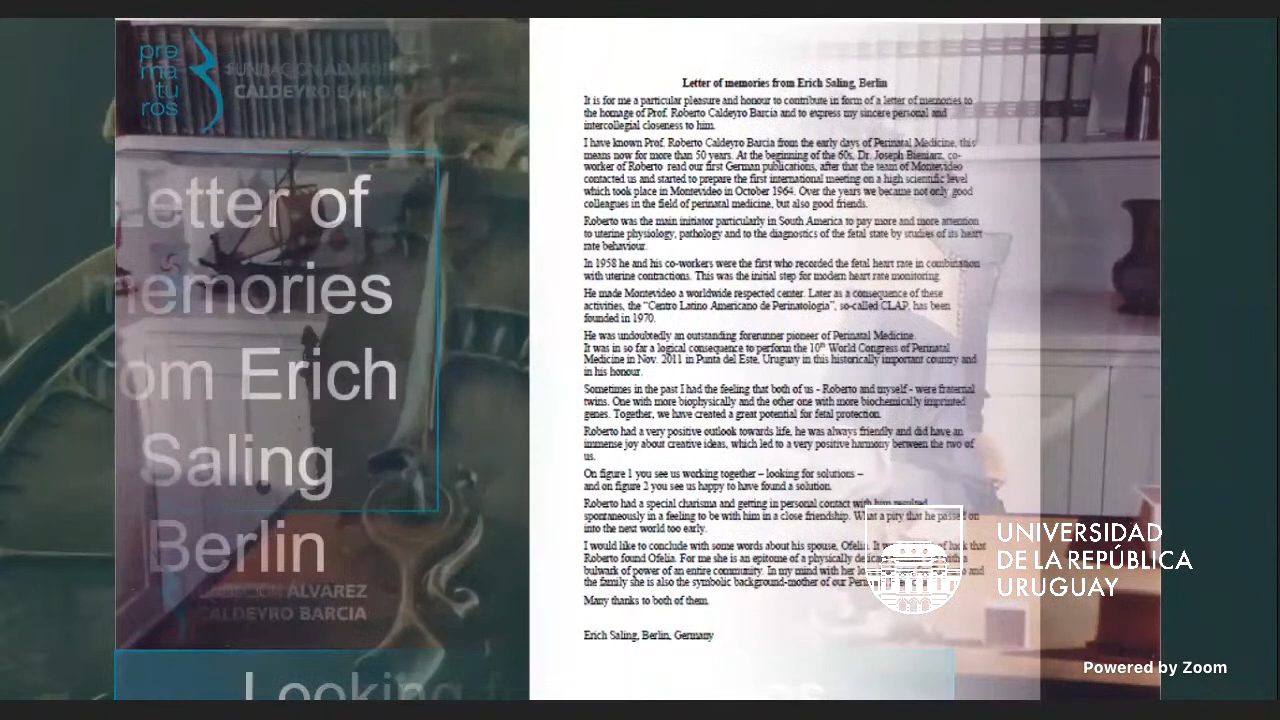 pre
ma
tu
ros
FUNDACIÓN ALVAREZ
CALDEYRO BARCIA
Letter of
memories
from Erich
Saling
Berlin
ALVAREZ
DEYRO BARCIA
Looking
Letter of memories from Erich Saling, Berlin
It is for me a particular pleasure and honour to contribute in form of a letter of memories to
the homage of Prof. Roberto Caldeyro Barcia and to express my sincere personal and
intercollegial closeness to him.
I have known Prof. Roberto Caldeyro Barcia from the early days of Perinatal Medicine, this
means now for more than 50 years. At the beginning of the 60s, Dr. Joseph Bieniarz, co-
worker of Roberto read our first German publications, after that the team of Montevideo
contacted us and started to prepare the first international meeting on a high scientific level
which took place in Montevideo in October 1964. Over the years we became not only good
colleagues in the field of perinatal medicine, but also good friends.
Roberto was the main initiator particularly in South America to pay more and more attention
to uterine physiology, pathology and to the diagnostics of the fetal state by studies of its heart
rate behaviour.
In 1958 he and his co-workers were the first who recorded the fetal heart rate in combination
with uterine contractions. This was the initial step for modern heart rate monitoring.
He made Montevideo a worldwide respected center. Later as a consequence of these
activities, the "Centro Latino Americano de Perinatologia", so-called CLAP, has been
founded in 1970.
He was undoubtedly an outstanding forerunner pioneer of Perinatal Medicine.
It was in so far a logical consequence to perform the 10th World Congress of Perinatal
Medicine in Nov. 2011 in Punta del Este, Uruguay in this historically important country and
in his honour.
Sometimes in the past I had the feeling that both of us - Roberto and myself - were fraternal
twins. One with more biophysically and the other one with more biochemically imprinted
genes. Together, we have created a great potential for fetal protection.
Roberto had a very positive outlook towards life, he was always friendly and did have an
immense joy about creative ideas, which led to a very positive harmony between the two of
us.
On figure 1 you see us working together – looking for solutions –
and on figure 2 you see us happy to have found a solution.
Roberto had a special charisma and getting in personal contact with him resulted
spontaneously in a feeling to be with him in a close friendship. What a pity that he passed on
into the next world too early.
I would like to conclude with some words about his spouse, Ofelia. It of luck that
Roberto found Ofelia. For me she is an epitome of a physically delicate
bulwark of power of an entire community. In my mind with her and
the family she is also the symbolic background-mother of our
Many thanks to both of them.
Erich Saling, Berlin, Germany
UNIVERSIDAD
DE LA REPÚBLICA
URUGUAY
Powered by Zoom